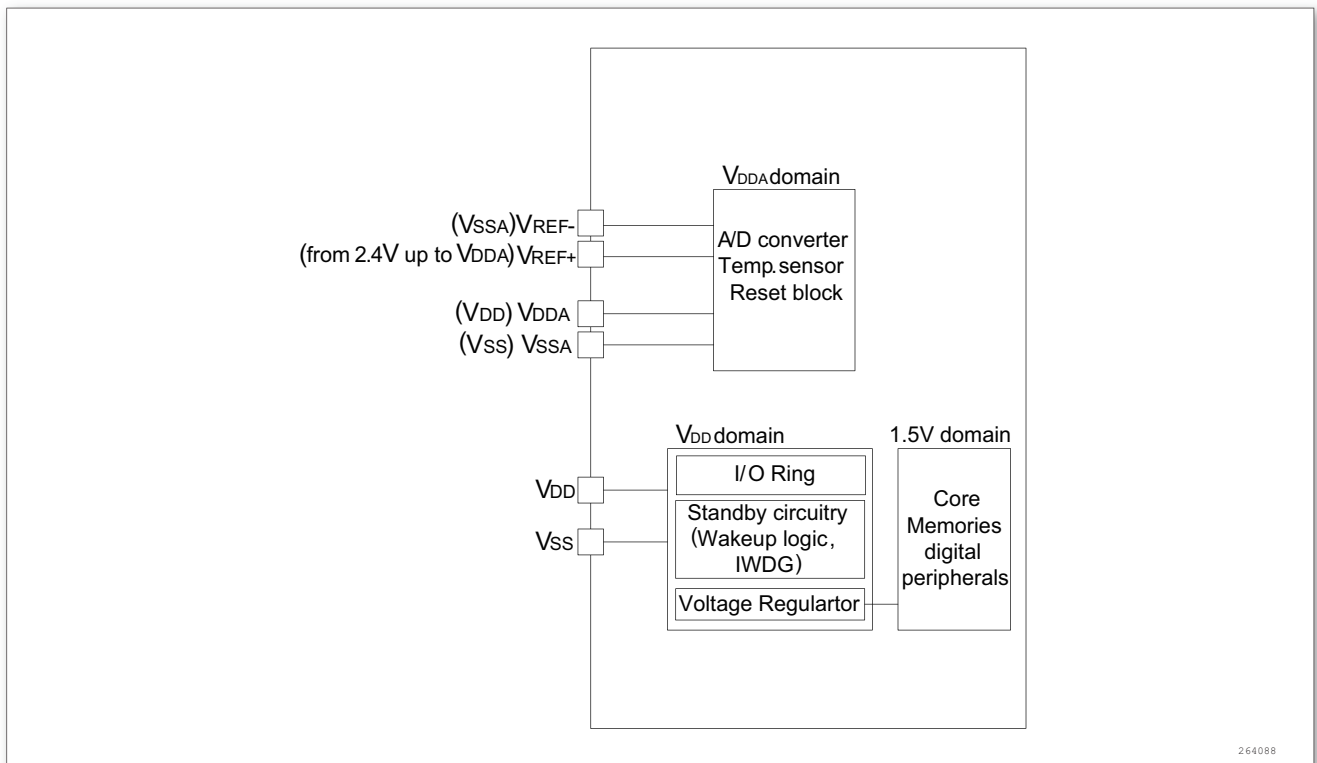 VDDA domain
(VSSA)VREF-
(from 2.4V up to VDDA)VREF+
(VDD) VDDA
(VSS) VSSA
A/D converter
Temp.sensor
Reset block
VDD domain
1.5V domain
VDD
VSS
I/O Ring
Standby circuitry
(Wakeup logic,
IWDG)
Voltage Regulartor
Core
Memories
digital
peripherals
264088